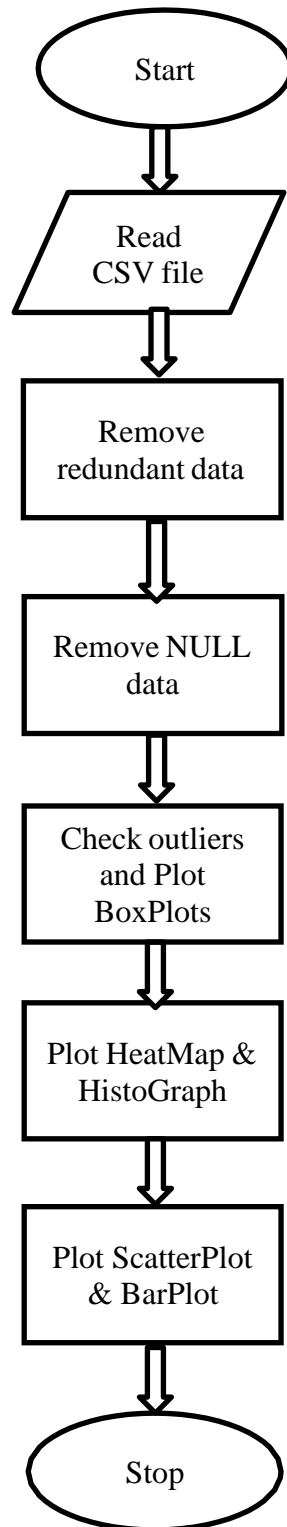 Start
Read
CSV file
Remove
redundant data
Remove NULL
data
Check outliers
and Plot
BoxPlots
Plot HeatMap &
HistoGraph
Plot ScatterPlot
& BarPlot
Stop